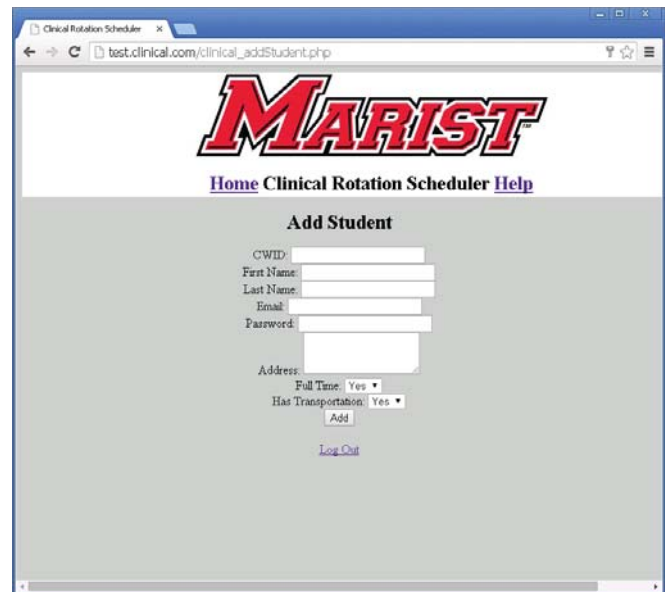 Clinical Rotation Scheduler
test.clinical.com/clinical_addStudent.php
MARIST™
Home Clinical Rotation Scheduler Help
Add Student
CWID:
First Name:
Last Name:
Email:
Password:
Address:
Full Time: Yes
Has Transportation: Yes
Add
Log Out